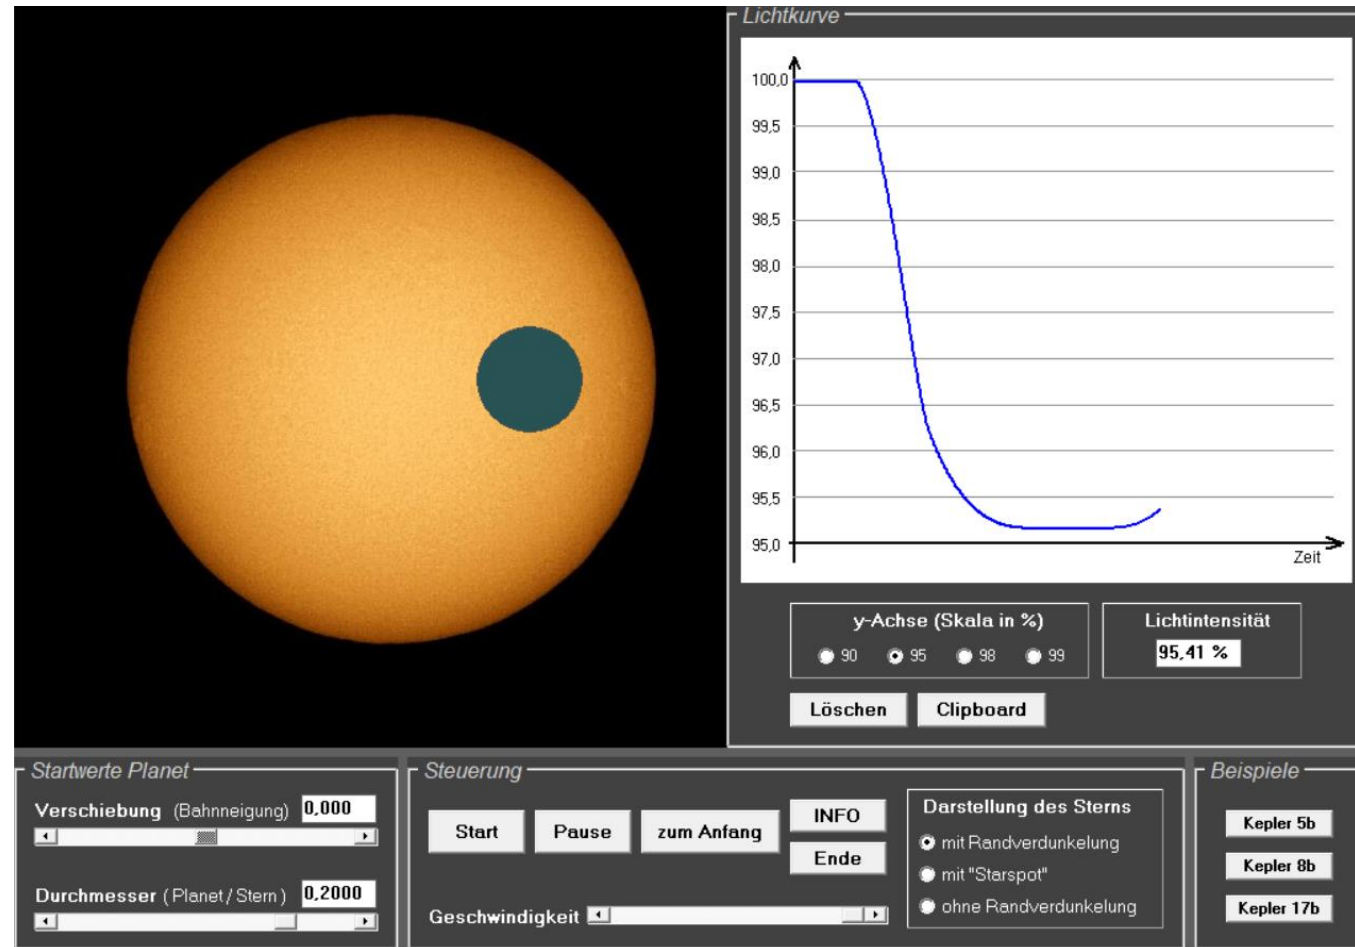 Lichtkurve
100,0
99,5
99,0
98,5
98,0
97,5
97,0
96,5
96,0
95,5
95,0
Zeit
y-Achse (Skala in %)
90 95 98 99
Lichtintensität
95,41 %
Löschen
Clipboard
Startwerte Planet
Verschiebung (Bahnneigung) 0,000
Durchmesser (Planet/Stern) 0,2000
Steuerung
Start
Pause
zum Anfang
INFO
Ende
Geschwindigkeit
Darstellung des Sterns
mit Randverdunkelung
mit "Starspot"
ohne Randverdunkelung
Beispiele
Kepler 5b
Kepler 8b
Kepler 17b